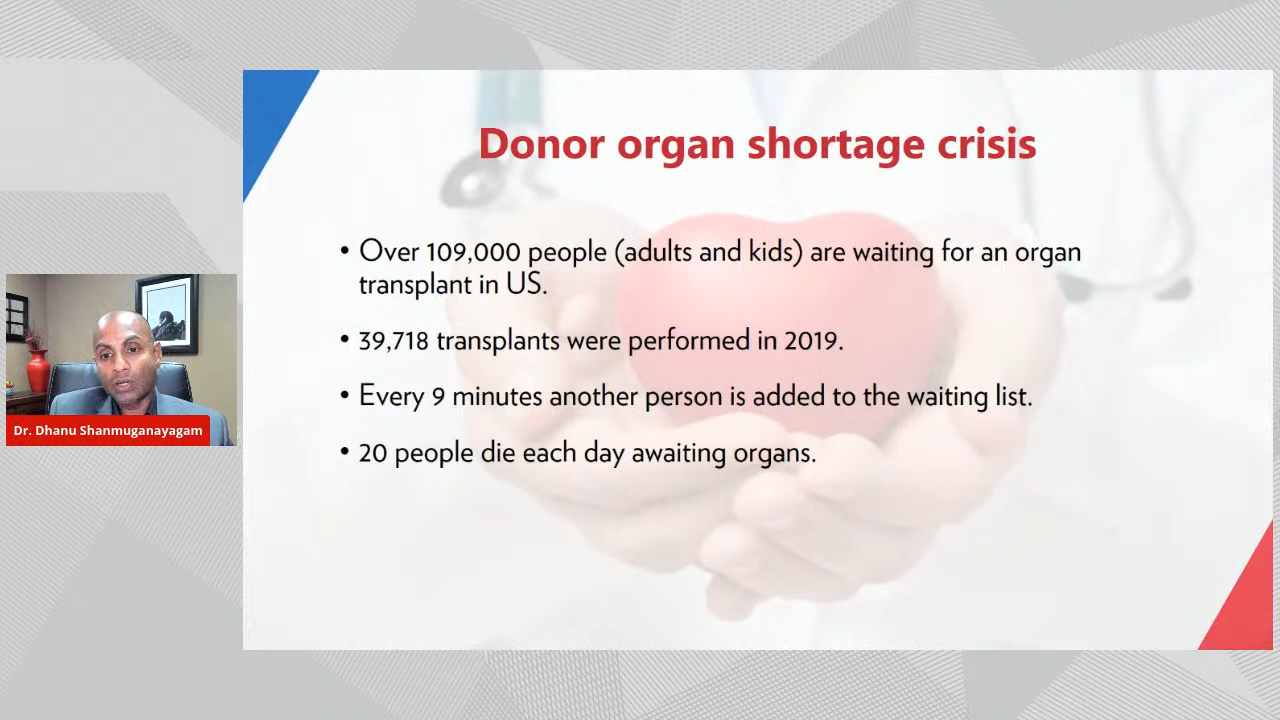 Donor organ shortage crisis
• Over 109,000 people (adults and kids) are waiting for an organ
transplant in US.
• 39,718 transplants were performed in 2019.
• Every 9 minutes another person is added to the waiting list.
• 20 people die each day awaiting organs.
Dr. Dhanu Shanmuganayagam